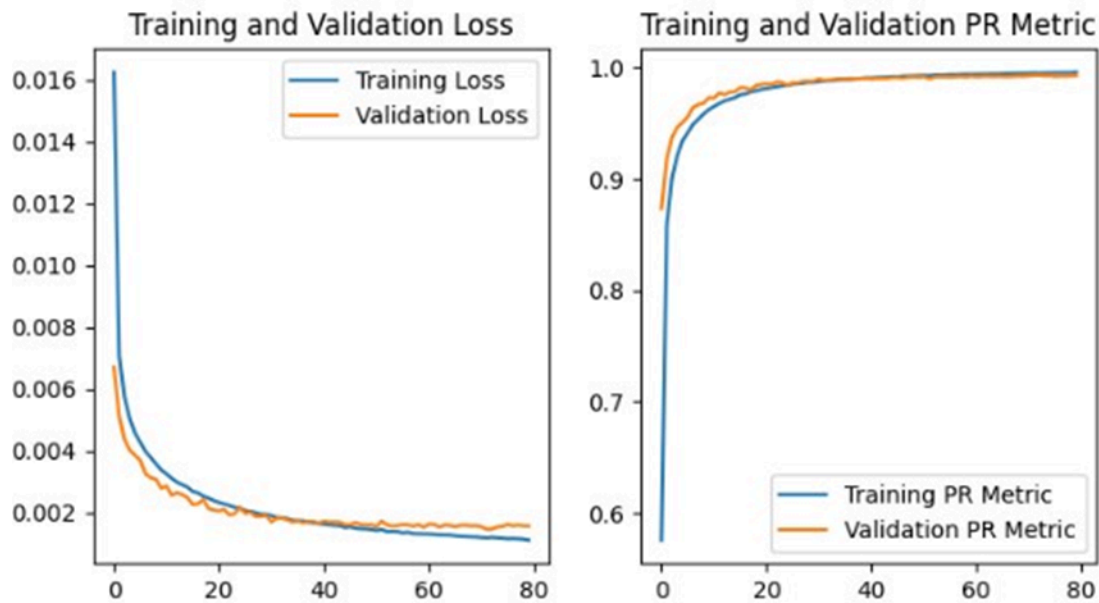 Training and Validation Loss
0.016
0.014
0.012
0.010
0.008
0.006
0.004
0.002
0 20 40 60 80
Training Loss
Validation Loss
Training and Validation PR Metric
1.0
0.9
0.8
0.7
0.6
0 20 40 60 80
Training PR Metric
Validation PR Metric